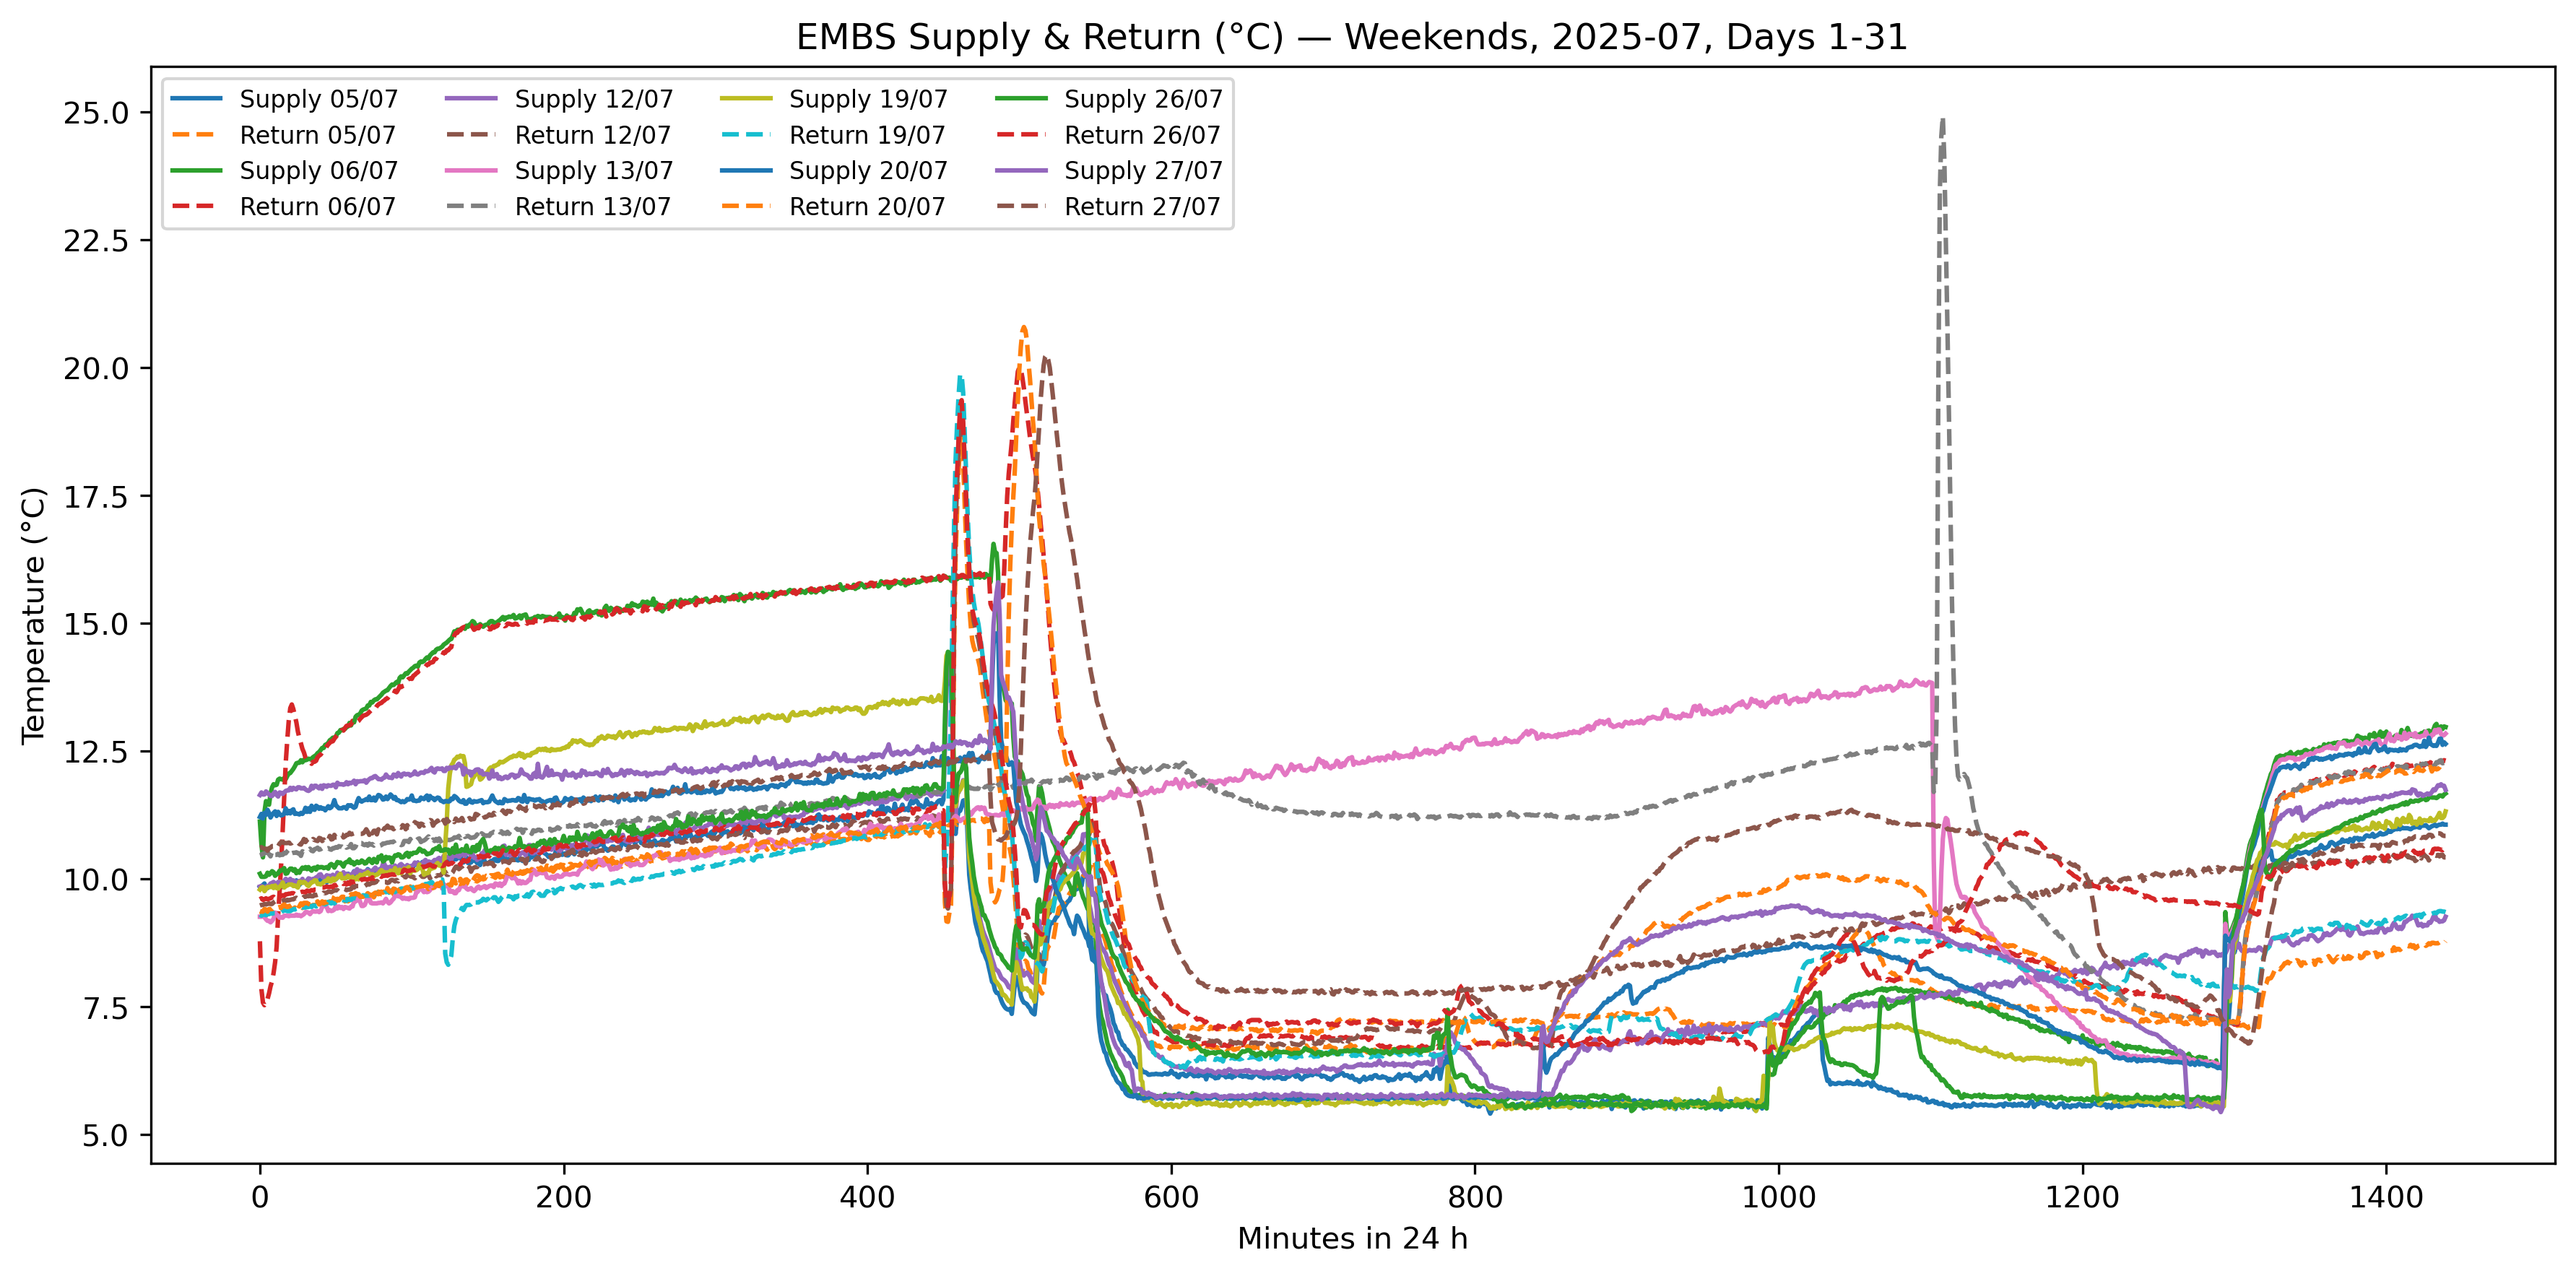 EMBS Supply & Return (°C) — Weekends, 2025-07, Days 1-31
Supply 05/07
Return 05/07
Supply 06/07
Return 06/07
Supply 12/07
Return 12/07
Supply 13/07
Return 13/07
Supply 19/07
Return 19/07
Supply 20/07
Return 20/07
Supply 26/07
Return 26/07
Supply 27/07
Return 27/07
Temperature (°C)
25.0
22.5
20.0
17.5
15.0
12.5
10.0
7.5
5.0
0 200 400 600 800 1000 1200 1400
Minutes in 24 h